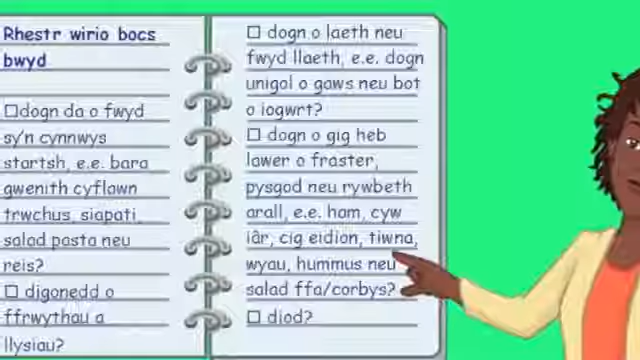 Rhestr wirio bocs
bwyd
☐dogn da o fwyd
sy'n cynnwys
startsh, e.e. bara
gwenith cyflawn
trwchus, siapati,
salad pasta neu
reis?
☐ digonedd o
ffrwythau a
llysiau?
☐ dogn o laeth neu
fwyd llaeth, e.e. dogn
unigol o gaws neu bot
o iogwrt?
☐ dogn o gig heb
lawer o fraster,
pysgod neu rywbeth
arall, e.e. ham, cyw
iâr, cig eidion, tiwna,
wyau, hummus neu
salad ffa/corbys?
☐ diod?